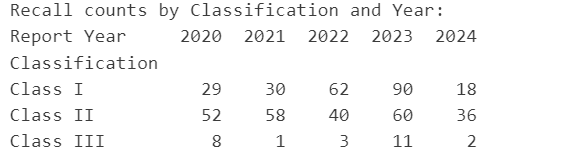 Recall counts by Classification and Year:
Report Year     2020  2021  2022  2023  2024
Classification
Class I           29    30    62    90    18
Class II          52    58    40    60    36
Class III          8     1     3    11     2